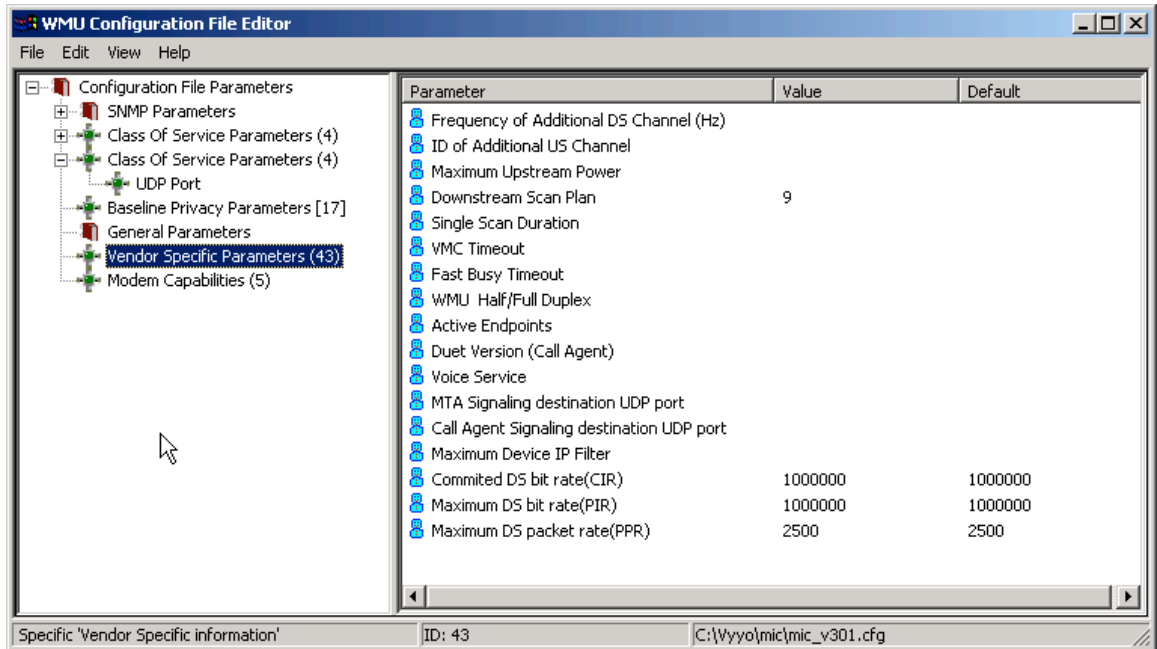 WMU Configuration File Editor
File Edit View Help
Configuration File Parameters
SNMP Parameters
Class Of Service Parameters (4)
Class Of Service Parameters (4)
UDP Port
Baseline Privacy Parameters [17]
General Parameters
Vendor Specific Parameters (43)
Modem Capabilities (5)
Parameter Value Default
Frequency of Additional DS Channel (Hz)
ID of Additional US Channel
Maximum Upstream Power
Downstream Scan Plan 9
Single Scan Duration
VMC Timeout
Fast Busy Timeout
WMU Half/Full Duplex
Active Endpoints
Duet Version (Call Agent)
Voice Service
MTA Signaling destination UDP port
Call Agent Signaling destination UDP port
Maximum Device IP Filter
Commited DS bit rate(CIR) 1000000 1000000
Maximum DS bit rate(PIR) 1000000 1000000
Maximum DS packet rate(PPR) 2500 2500
Specific 'Vendor Specific information' ID: 43 C:\Vyyo\mic\mic_v301.cfg